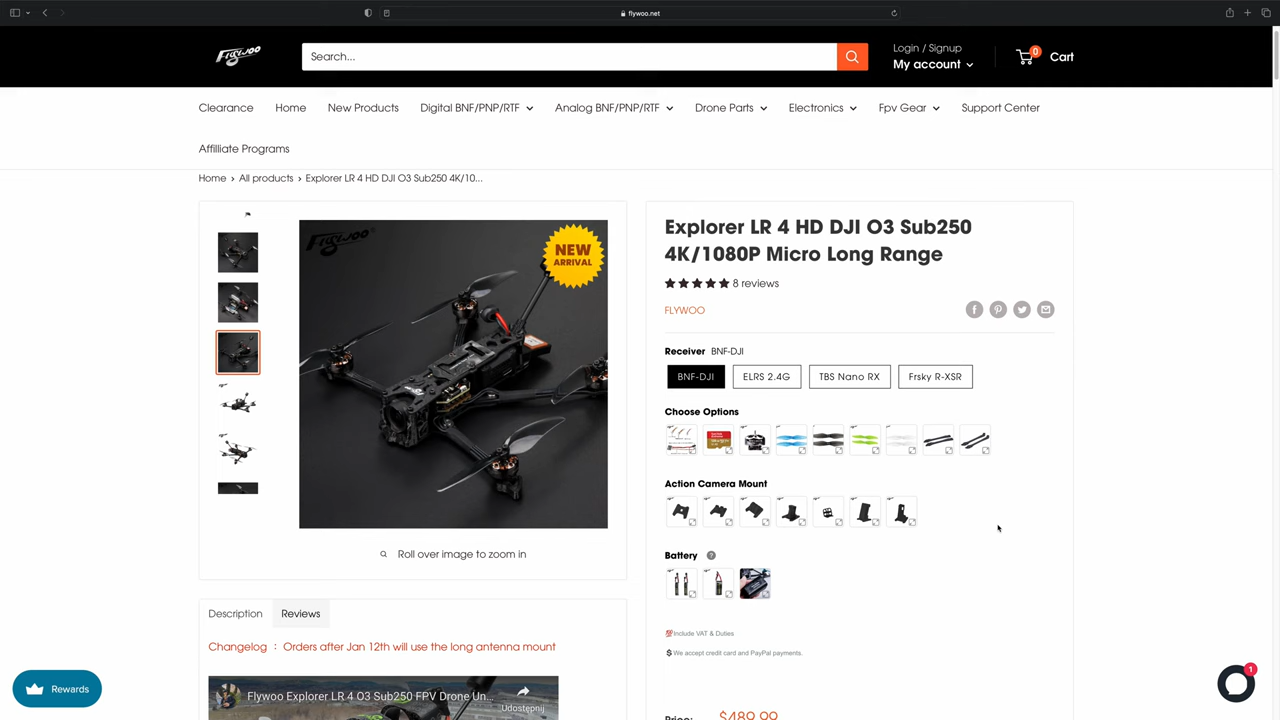 flywoo.net
Flywoo
Search...
Login / Signup
My account
0
Cart
Clearance
Home
New Products
Digital BNF/PNP/RTF
Analog BNF/PNP/RTF
Drone Parts
Electronics
Fpv Gear
Support Center
Affilliate Programs
Home › All products › Explorer LR 4 HD DJI O3 Sub250 4K/10...
Flywoo
NEW
ARRIVAL
Roll over image to zoom in
Explorer LR 4 HD DJI O3 Sub250
4K/1080P Micro Long Range
8 reviews
FLYWOO
Receiver BNF-DJI
BNF-DJI
ELRS 2.4G
TBS Nano RX
Frsky R-XSR
Choose Options
Action Camera Mount
Battery ?
💯Include VAT & Duties
$ We accept credit card and PayPal payments.
Price: $489.99
Description
Reviews
Changelog ： Orders after Jan 12th will use the long antenna mount
Flywoo Explorer LR 4 O3 Sub250 FPV Drone Un...
Udostępnij
Rewards
1